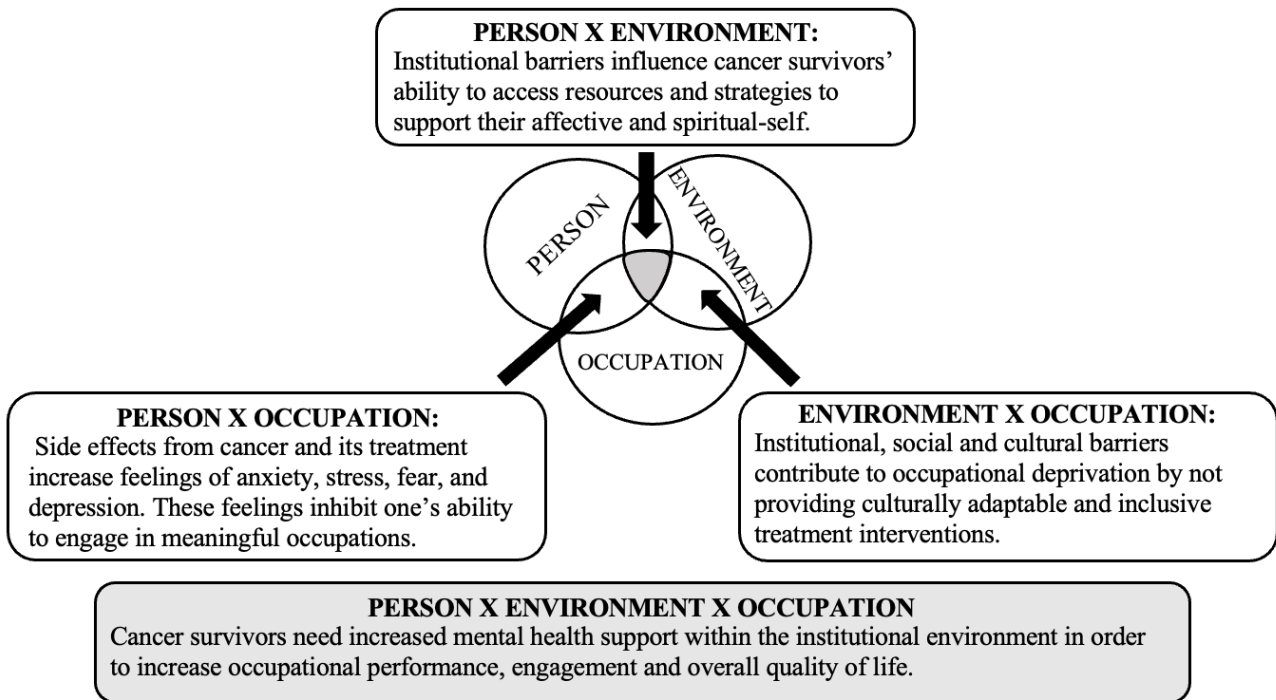 PERSON X ENVIRONMENT:
Institutional barriers influence cancer survivors’
ability to access resources and strategies to
support their affective and spiritual-self.
PERSON
ENVIRONMENT
OCCUPATION
PERSON X OCCUPATION:
Side effects from cancer and its treatment
increase feelings of anxiety, stress, fear, and
depression. These feelings inhibit one’s ability
to engage in meaningful occupations.
ENVIRONMENT X OCCUPATION:
Institutional, social and cultural barriers
contribute to occupational deprivation by not
providing culturally adaptable and inclusive
treatment interventions.
PERSON X ENVIRONMENT X OCCUPATION
Cancer survivors need increased mental health support within the institutional environment in order
to increase occupational performance, engagement and overall quality of life.